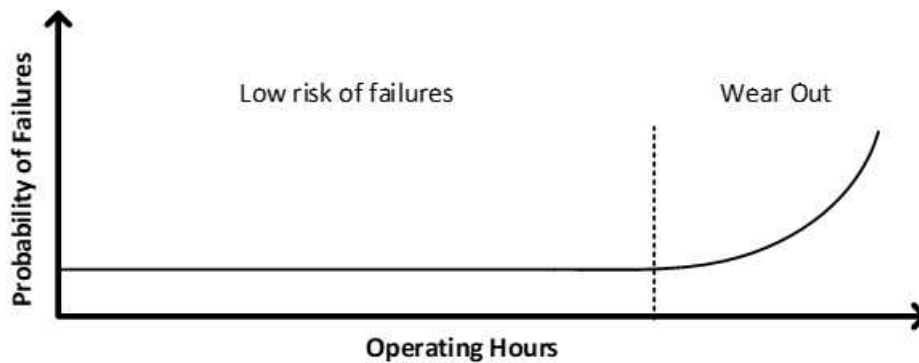 Probability of Failures
Low risk of failures
Wear Out
Operating Hours